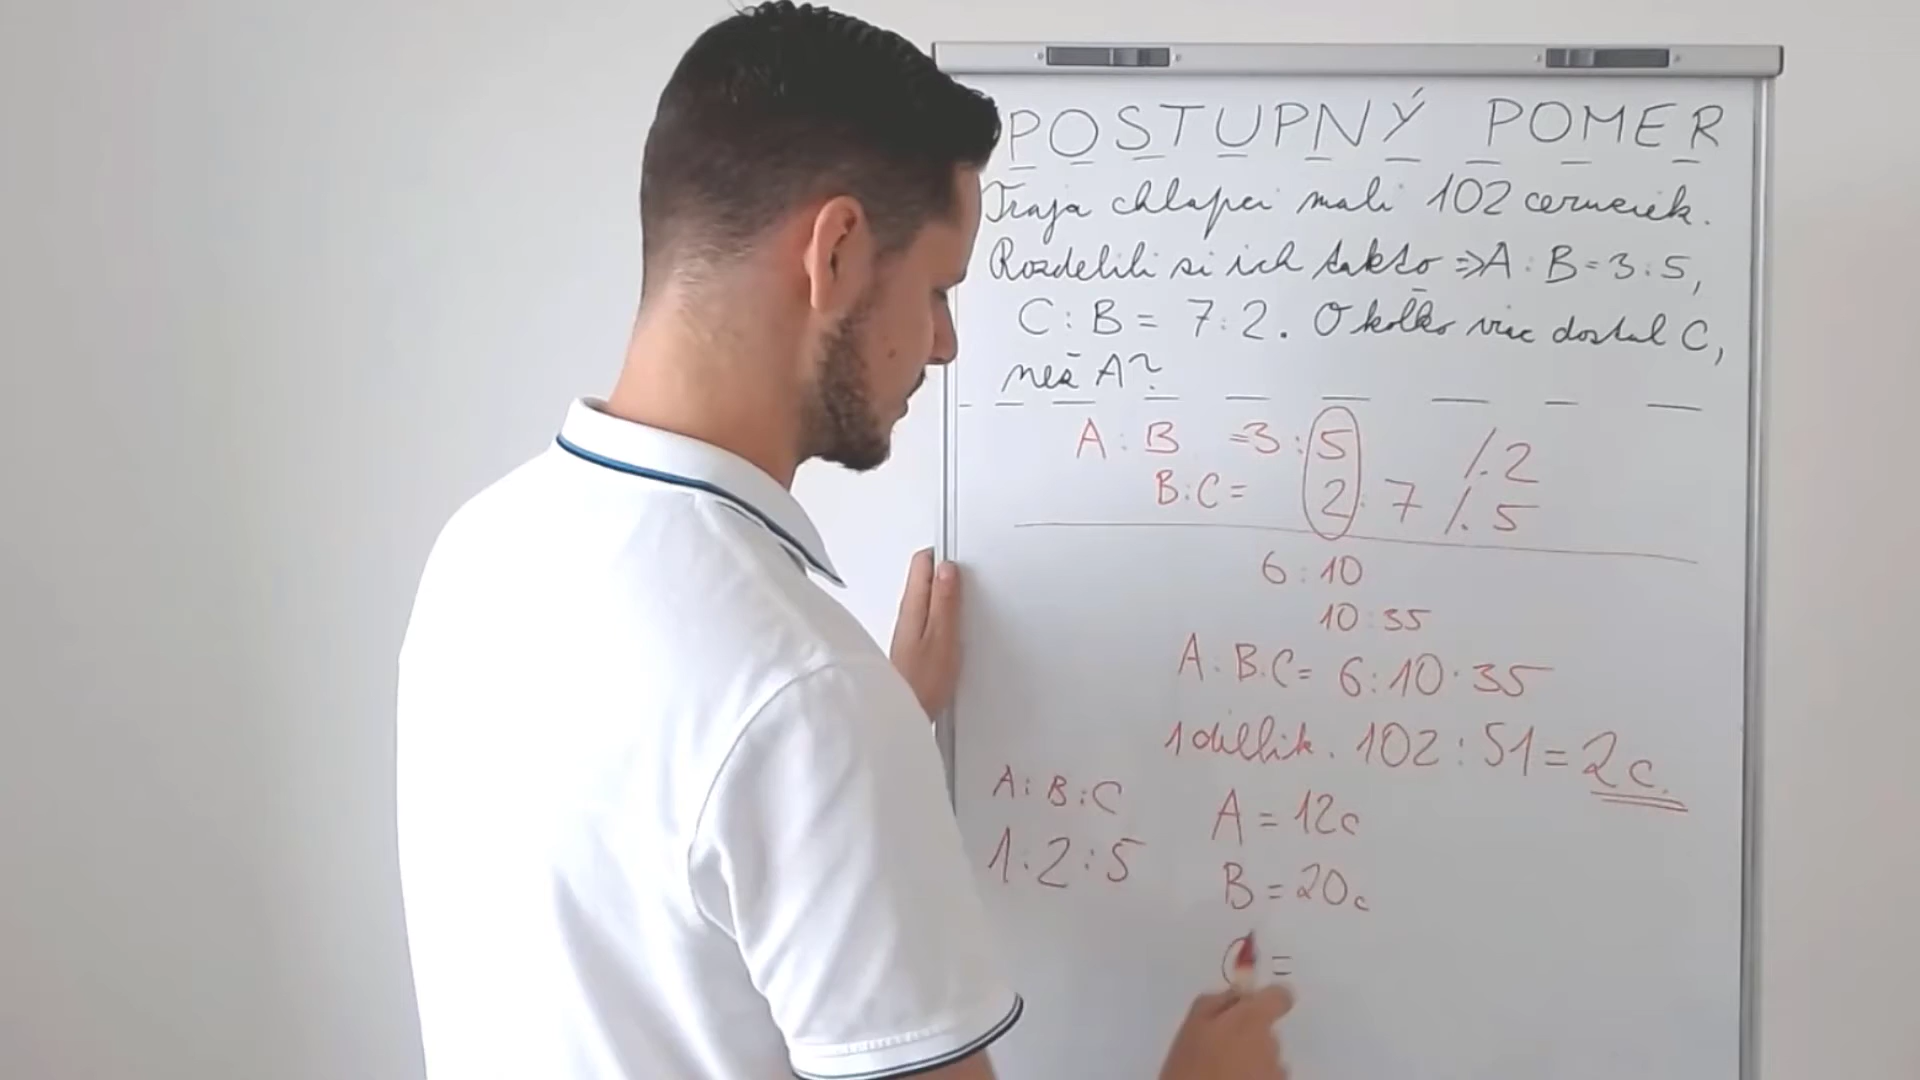 POSTUPNÝ POMER
Traja chlapci mali 102 ceruziek.
Rozdelili si ich takto ⇒ A : B = 3 : 5,
C : B = 7 : 2. O koľko viac dostal C,
než A?
A : B = 3 : 5 /. 2
B : C = 2 : 7 /. 5
6 : 10
10 : 35
A : B : C = 6 : 10 : 35
1 dielik . 102 : 51 = 2c.
A : B : C
1 : 2 : 5
A = 12c
B = 20c
C =